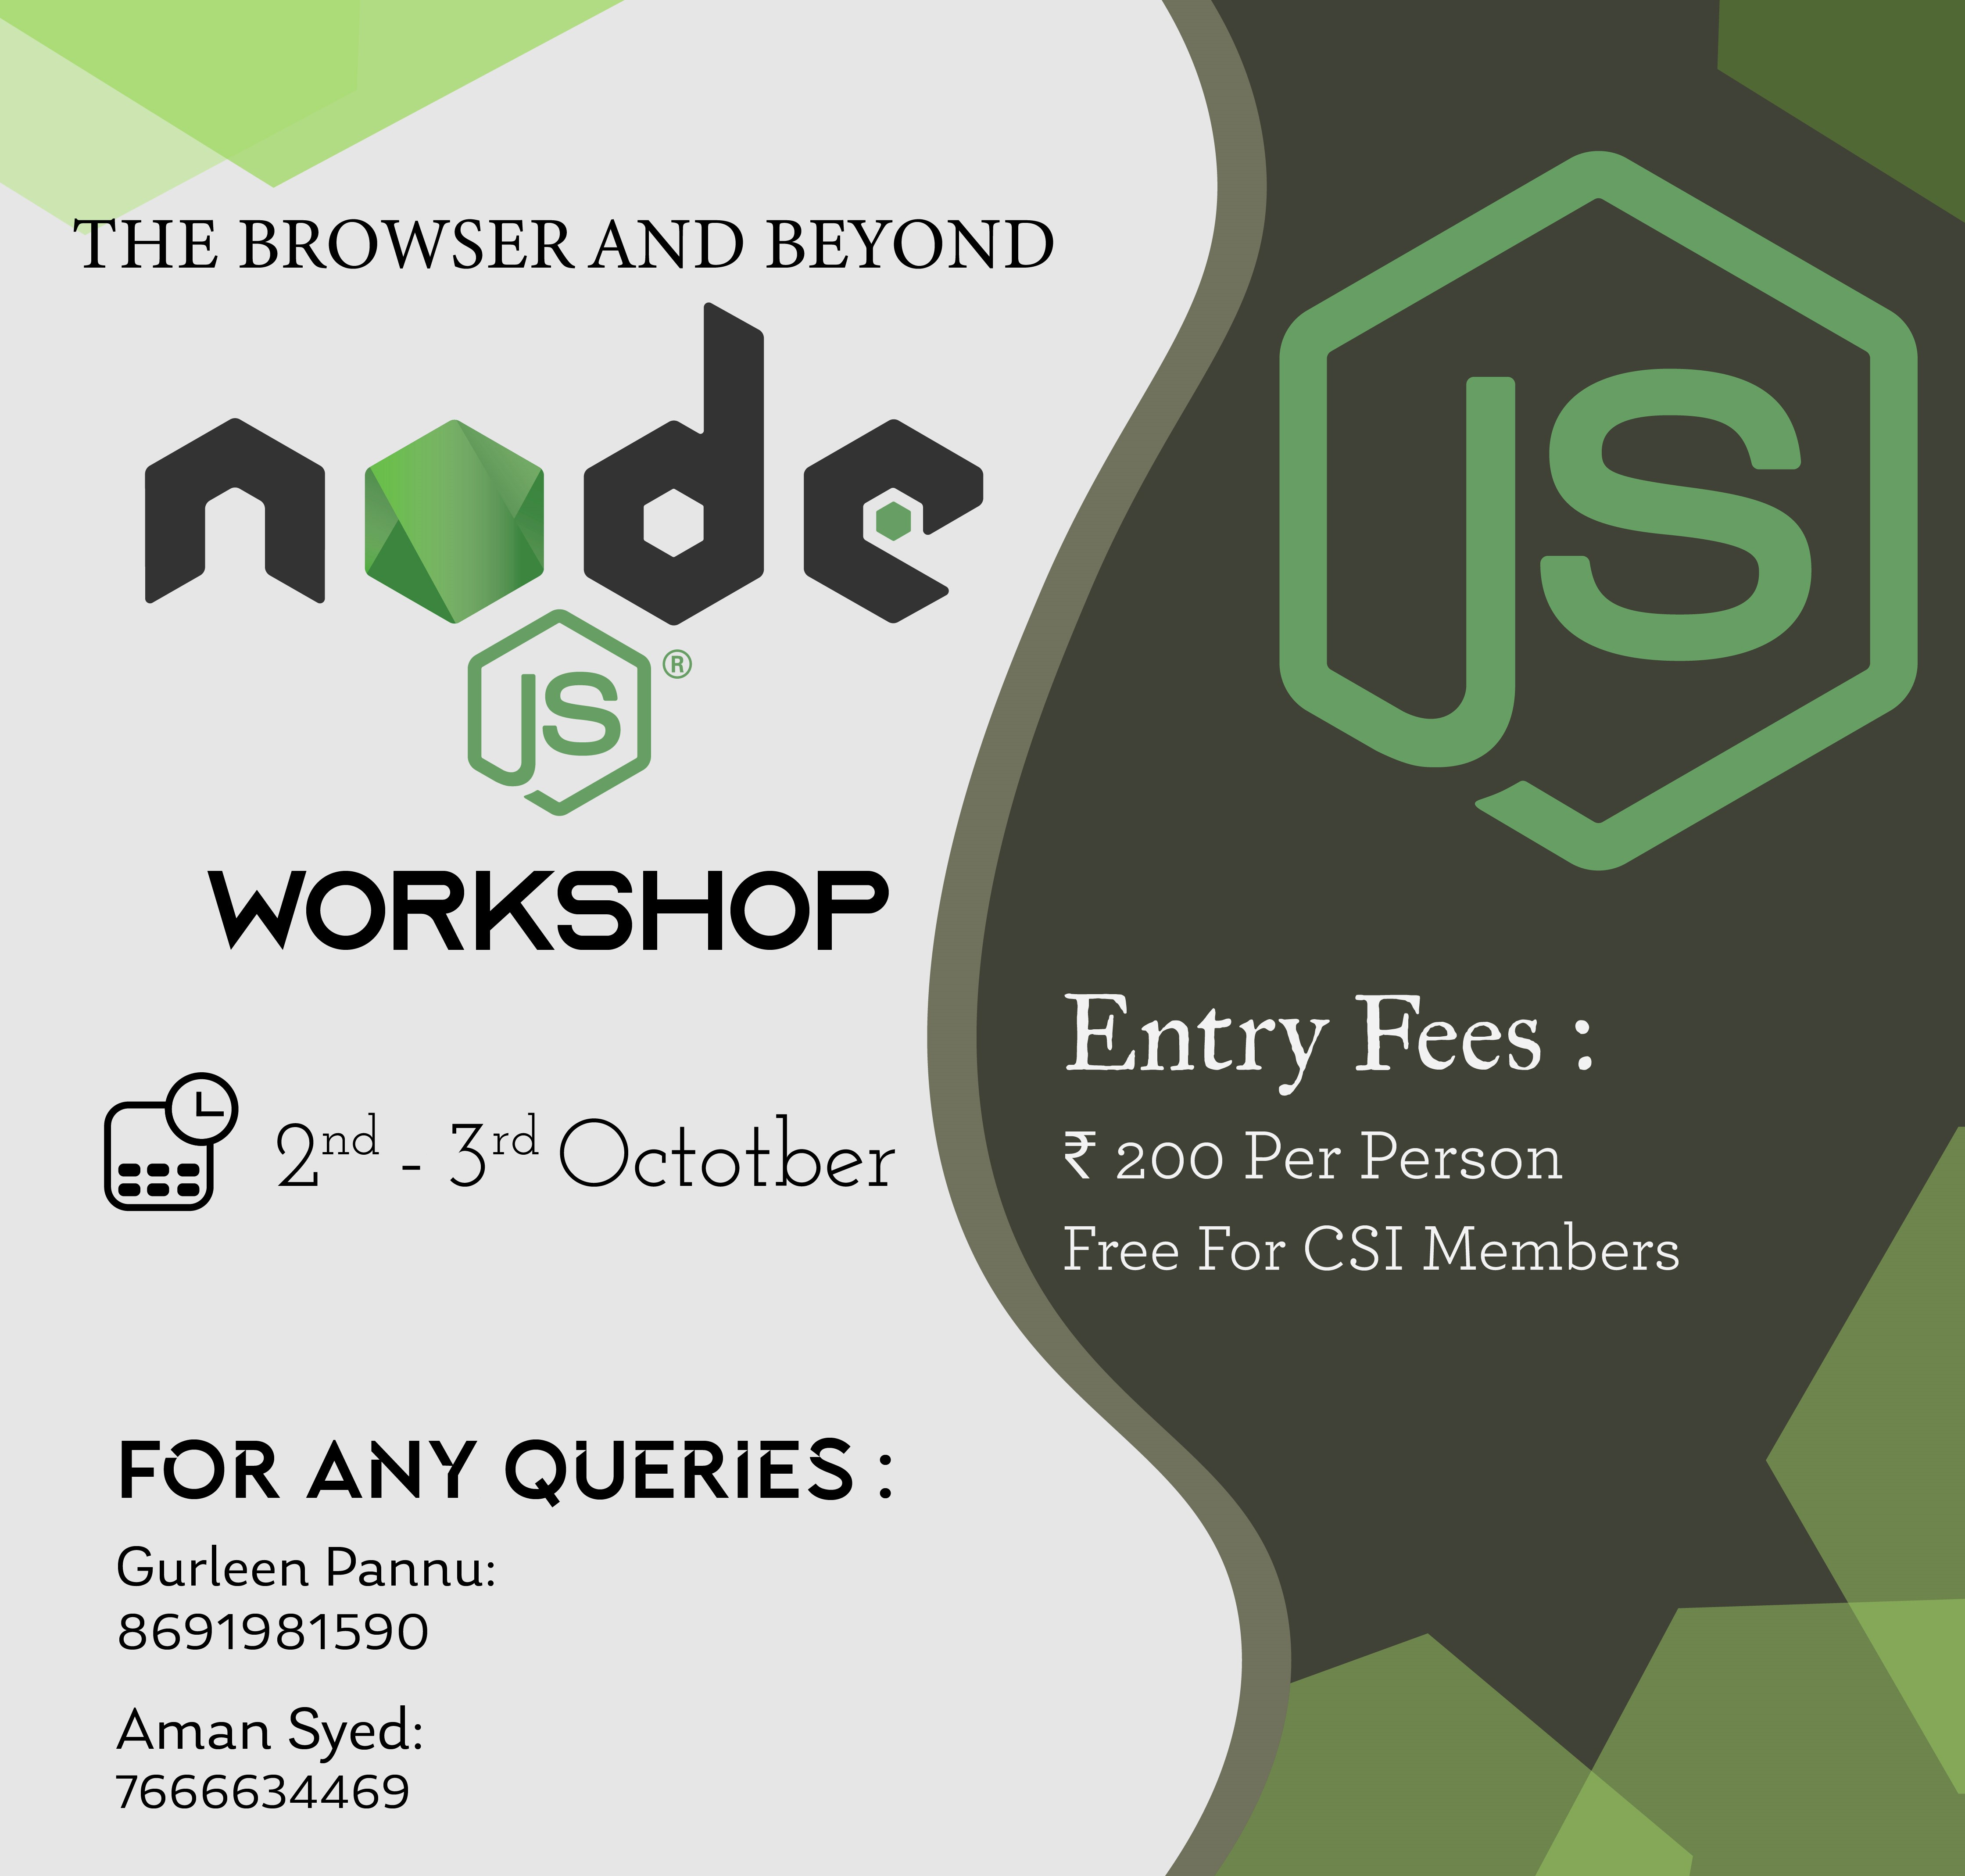 THE BROWSER AND BEYOND
node
JS®
WORKSHOP
2nd - 3rd Octotber
FOR ANY QUERIES :
Gurleen Pannu:
8691981590
Aman Syed:
7666634469
JS
Entry Fees :
₹ 200 Per Person
Free For CSI Members